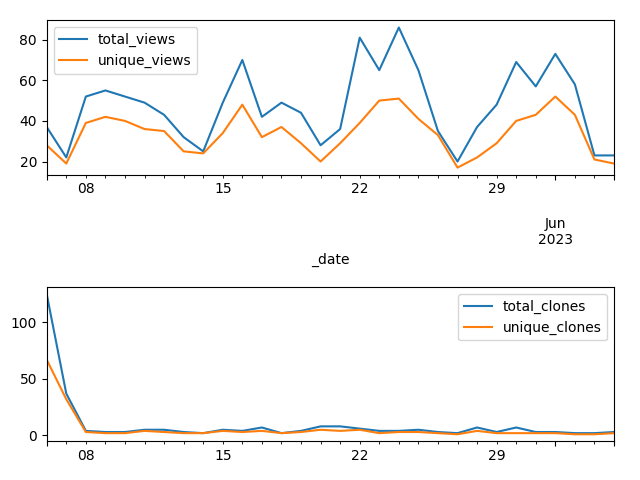 80
60
40
20
total_views
unique_views
08
15
22
29
Jun
2023
_date
100
50
0
total_clones
unique_clones
08
15
22
29